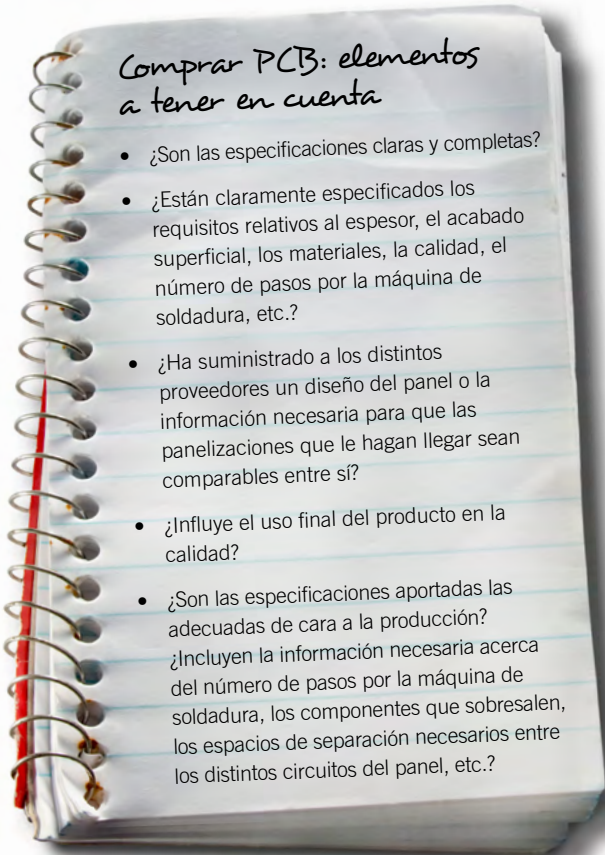 Comprar PCB: elementos
a tener en cuenta
• ¿Son las especificaciones claras y completas?
• ¿Están claramente especificados los
requisitos relativos al espesor, el acabado
superficial, los materiales, la calidad, el
número de pasos por la máquina de
soldadura, etc.?
• ¿Ha suministrado a los distintos
proveedores un diseño del panel o la
información necesaria para que las
panelizaciones que le hagan llegar sean
comparables entre sí?
• ¿Influye el uso final del producto en la
calidad?
• ¿Son las especificaciones aportadas las
adecuadas de cara a la producción?
¿Incluyen la información necesaria acerca
del número de pasos por la máquina de
soldadura, los componentes que sobresalen,
los espacios de separación necesarios entre
los distintos circuitos del panel, etc.?